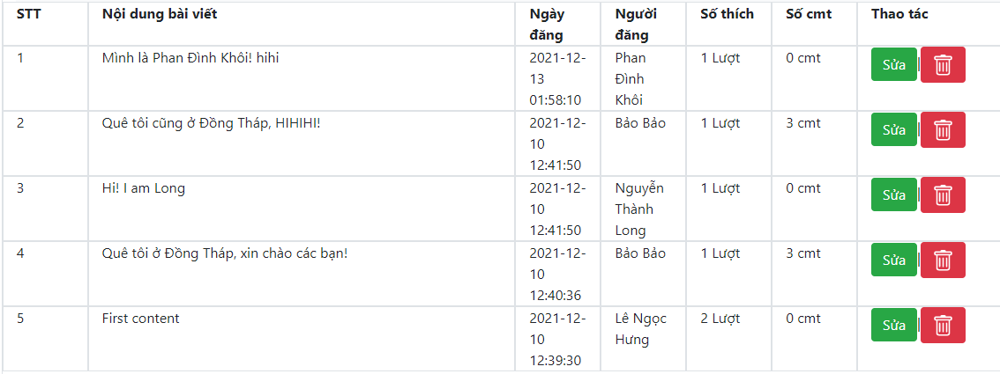 STT Nội dung bài viết Ngày Người Số thích Số cmt Thao tác
đăng đăng
1 Mình là Phan Đình Khôi! hihi 2021-12- Phan 1 Lượt 0 cmt Sửa
13 Đình
01:58:10 Khôi
2 Quê tôi cũng ở Đồng Tháp, HIHIHI! 2021-12- Bảo Bảo 1 Lượt 3 cmt Sửa
10
12:41:50
3 Hi! I am Long 2021-12- Nguyễn 1 Lượt 0 cmt Sửa
10 Thành
12:41:50 Long
4 Quê tôi ở Đồng Tháp, xin chào các bạn! 2021-12- Bảo Bảo 1 Lượt 3 cmt Sửa
10
12:40:36
5 First content 2021-12- Lê Ngọc 2 Lượt 0 cmt Sửa
10 Hưng
12:39:30